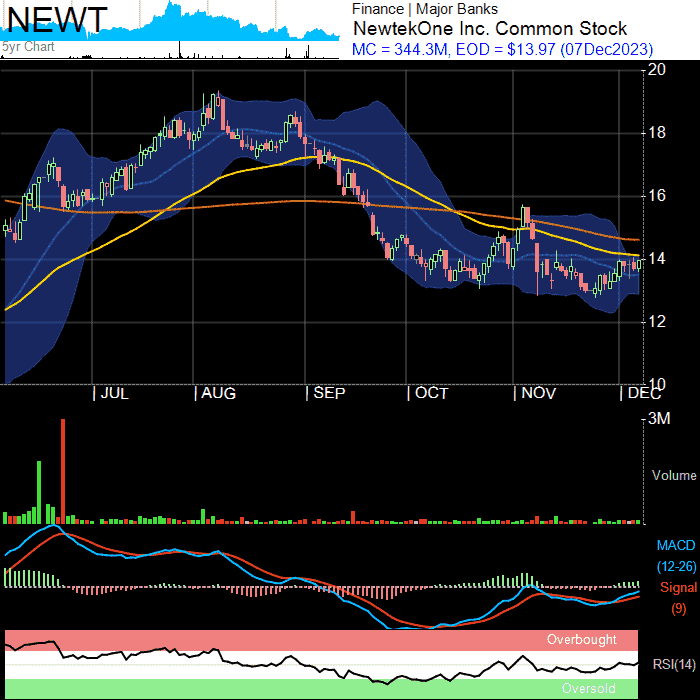 NEWT
5yr Chart
Finance | Major Banks
NewtekOne Inc. Common Stock
MC = 344.3M, EOD = $13.97 (07Dec2023)
20
18
16
14
12
10
| JUL | AUG | SEP | OCT | NOV | DEC
3M
Volume
MACD
(12-26)
Signal
(9)
Overbought
RSI(14)
Oversold